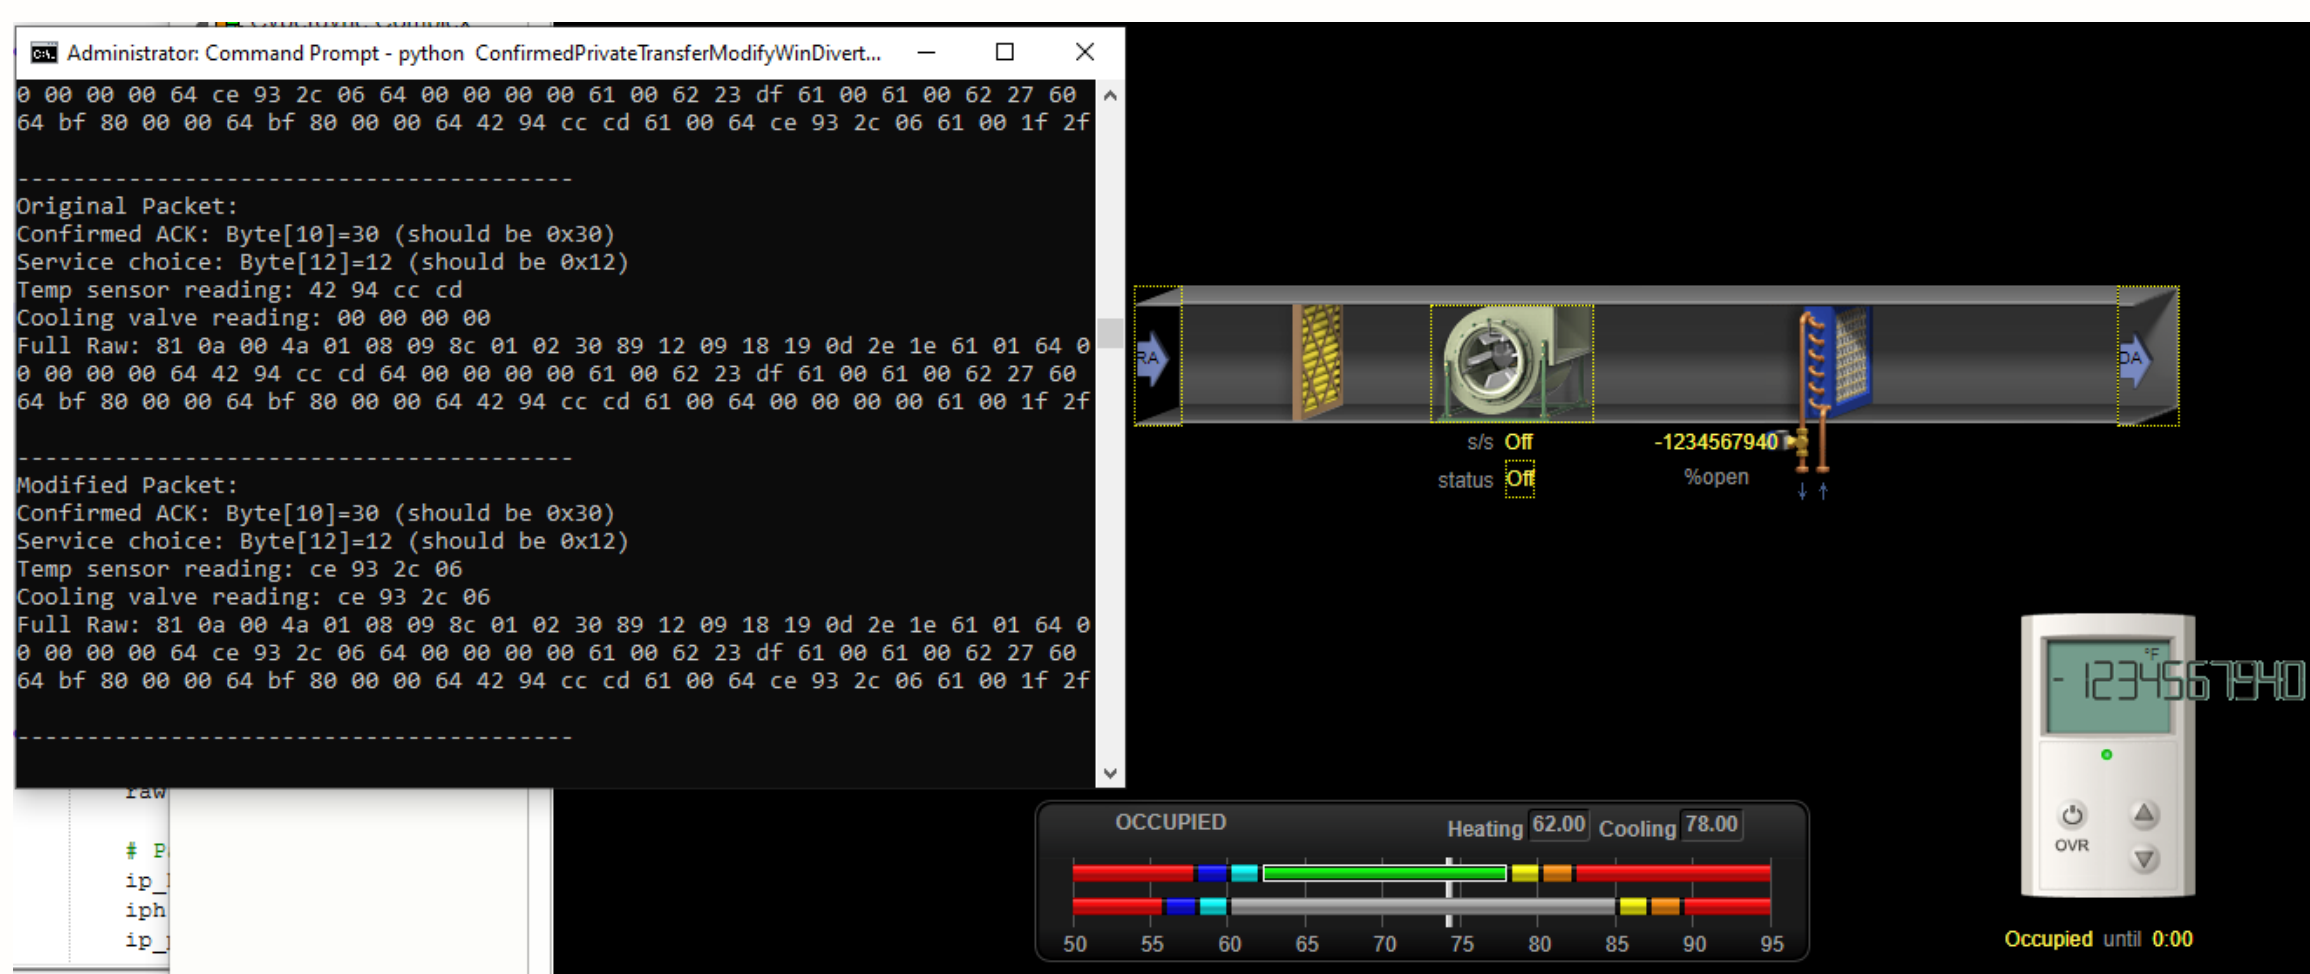 Administrator: Command Prompt - python  ConfirmedPrivateTransferModifyWinDivert...
0 00 00 00 64 ce 93 2c 06 64 00 00 00 00 61 00 62 23 df 61 00 61 00 62 27 60
64 bf 80 00 00 64 bf 80 00 00 64 42 94 cc cd 61 00 64 ce 93 2c 06 61 00 1f 2f
----------------------------------------
Original Packet:
Confirmed ACK: Byte[10]=30 (should be 0x30)
Service choice: Byte[12]=12 (should be 0x12)
Temp sensor reading: 42 94 cc cd
Cooling valve reading: 00 00 00 00
Full Raw: 81 0a 00 4a 01 08 09 8c 01 02 30 89 12 09 18 19 0d 2e 1e 61 01 64 0
0 00 00 00 64 42 94 cc cd 64 00 00 00 00 61 00 62 23 df 61 00 61 00 62 27 60
64 bf 80 00 00 64 bf 80 00 00 64 42 94 cc cd 61 00 64 00 00 00 00 61 00 1f 2f
----------------------------------------
Modified Packet:
Confirmed ACK: Byte[10]=30 (should be 0x30)
Service choice: Byte[12]=12 (should be 0x12)
Temp sensor reading: ce 93 2c 06
Cooling valve reading: ce 93 2c 06
Full Raw: 81 0a 00 4a 01 08 09 8c 01 02 30 89 12 09 18 19 0d 2e 1e 61 01 64 0
0 00 00 00 64 ce 93 2c 06 64 00 00 00 00 61 00 62 23 df 61 00 61 00 62 27 60
64 bf 80 00 00 64 bf 80 00 00 64 42 94 cc cd 61 00 64 ce 93 2c 06 61 00 1f 2f
----------------------------------------
raw
# P
ip_
iph
ip_
RA
DA
s/s Off
status Off
-1234567940
%open
°F
-1234567940
OVR
Occupied until 0:00
OCCUPIED
Heating 62.00 Cooling 78.00
50 55 60 65 70 75 80 85 90 95